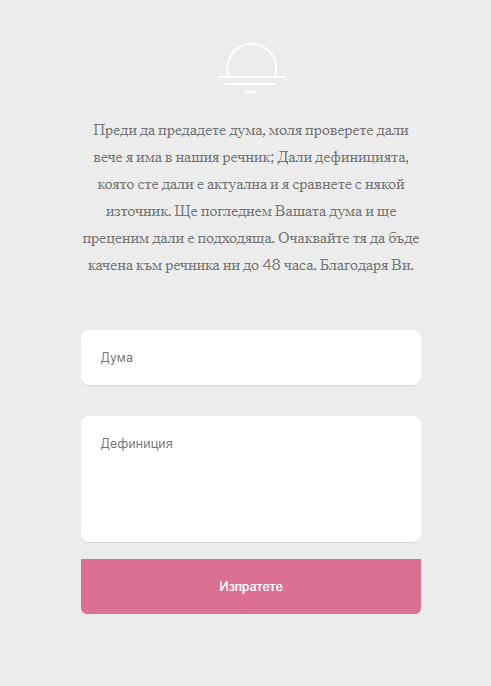 Преди да предадете дума, моля проверете дали
вече я има в нашия речник; Дали дефиницията,
която сте дали е актуална и я сравнете с някой
източник. Ще погледнем Вашата дума и ще
преценим дали е подходяща. Очаквайте тя да бъде
качена към речника ни до 48 часа. Благодаря Ви.
Дума
Дефиниция
Изпратете